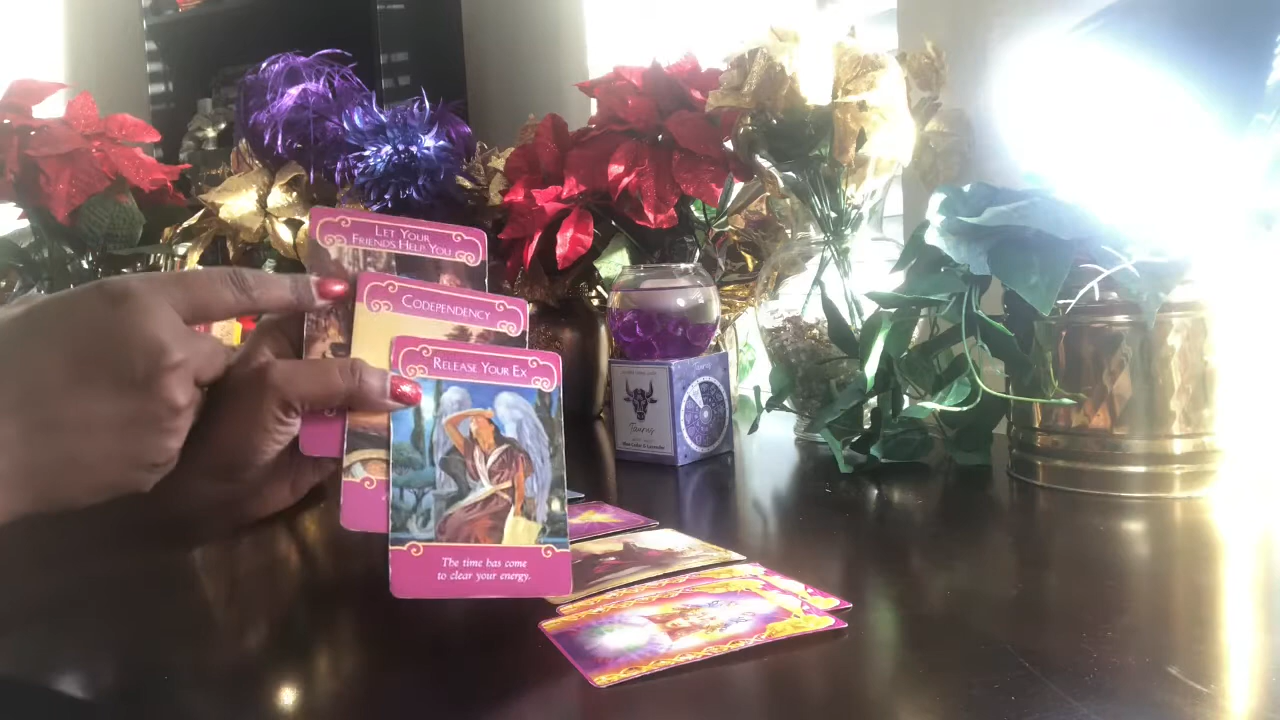 LET YOUR
FRIENDS HELP YOU
CODEPENDENCY
RELEASE YOUR EX
The time has come
to clear your energy.
Taurus